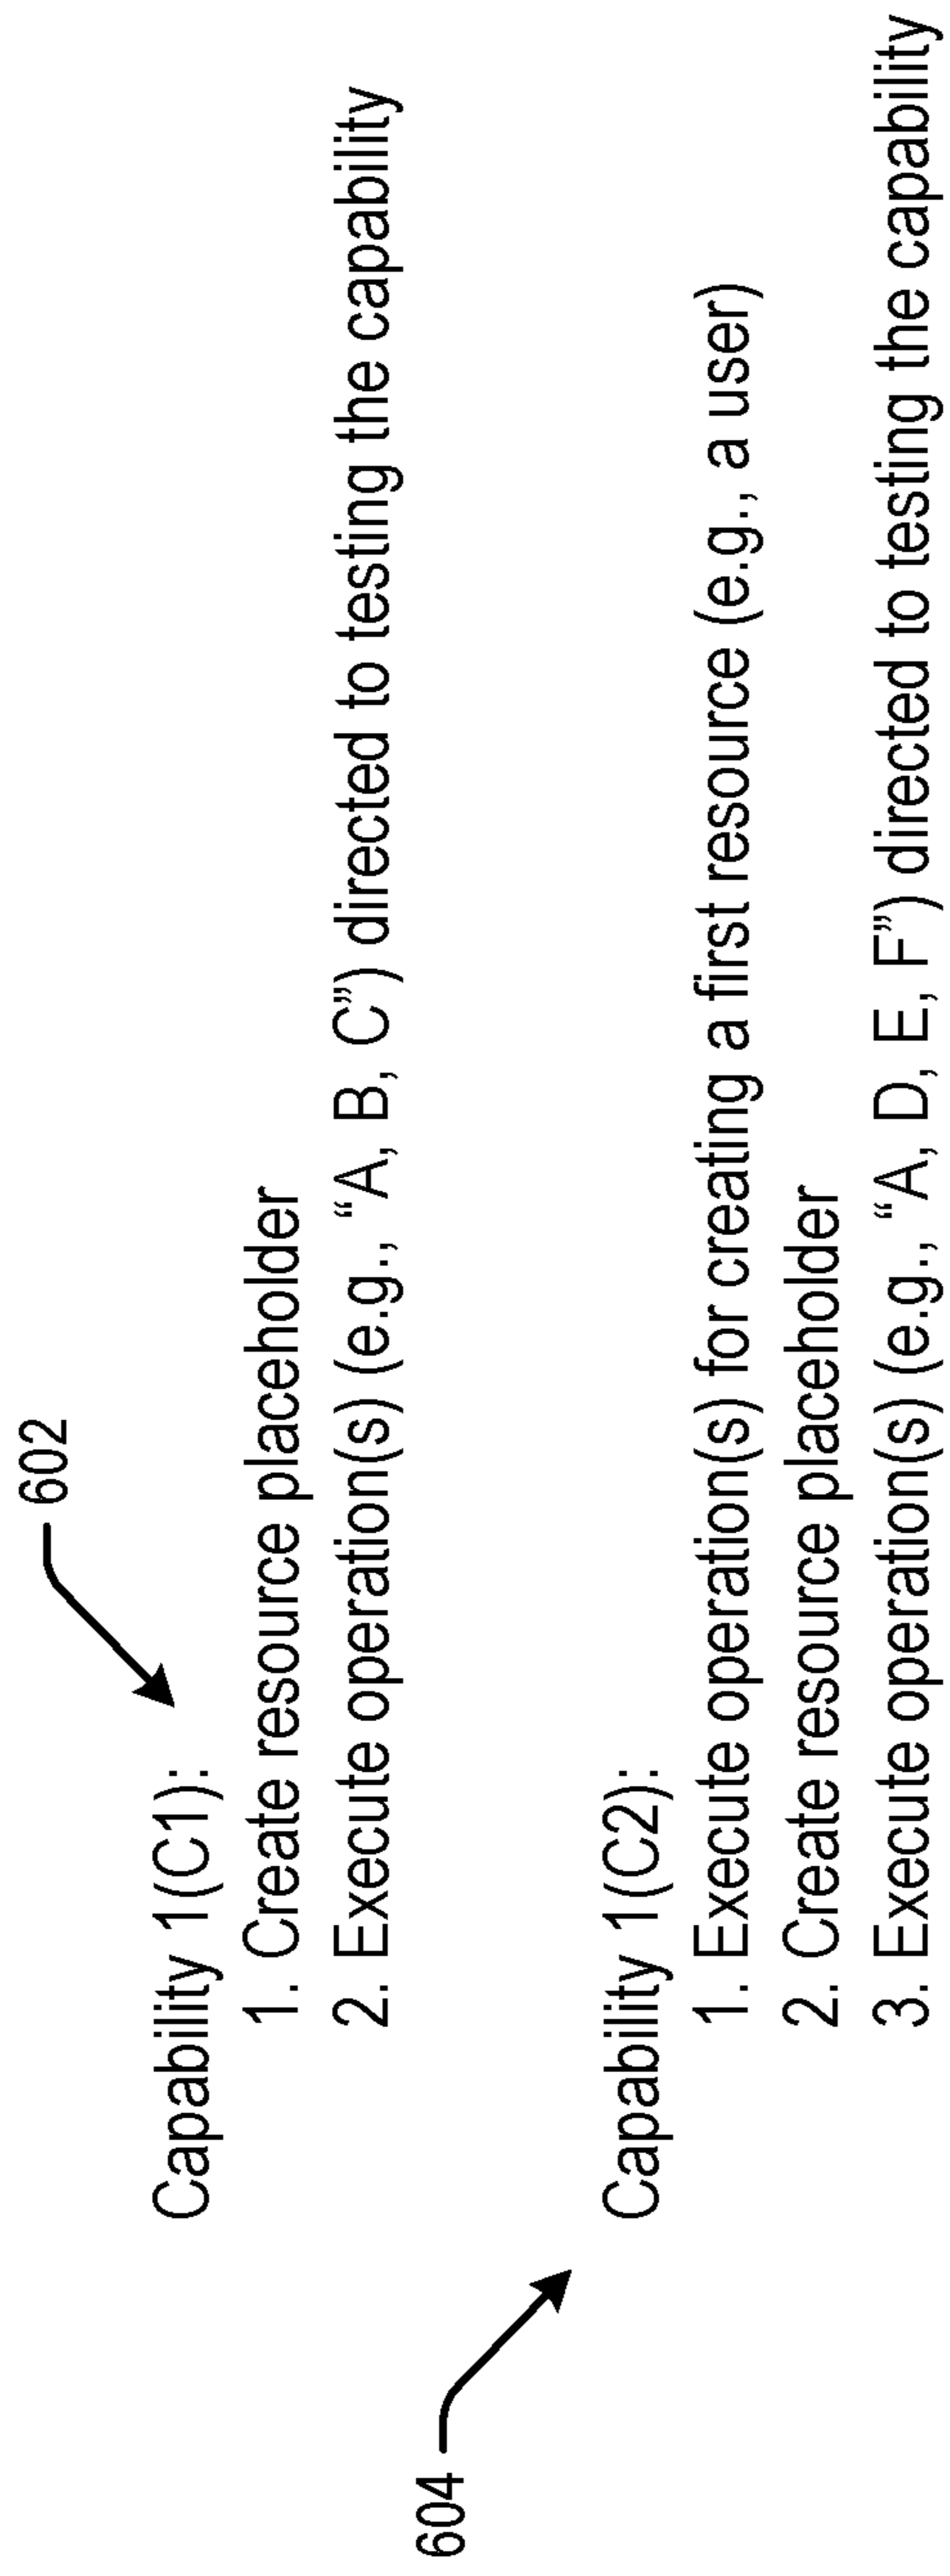 602
Capability 1(C1):
1. Create resource placeholder
2. Execute operation(s) (e.g., “A, B, C”) directed to testing the capability
604
Capability 1(C2):
1. Execute operation(s) for creating a first resource (e.g., a user)
2. Create resource placeholder
3. Execute operation(s) (e.g., “A, D, E, F”) directed to testing the capability